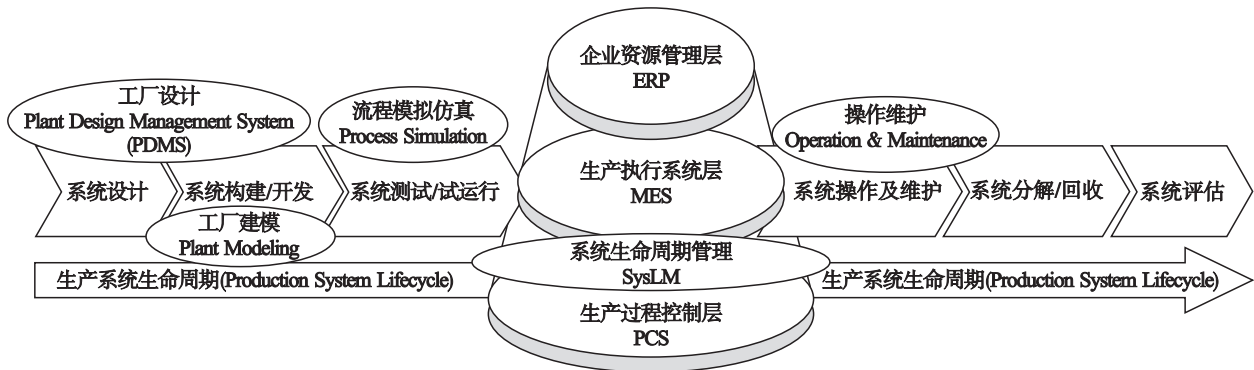 企业资源管理层
ERP
工厂设计
Plant Design Management System
(PDMS)
流程模拟仿真
Process Simulation
操作维护
Operation & Maintenance
系统设计
系统构建/开发
系统测试/试运行
生产执行系统层
MES
系统操作及维护
系统分解/回收
系统评估
工厂建模
Plant Modeling
系统生命周期管理
SysLM
生产系统生命周期(Production System Lifecycle)
生产系统生命周期(Production System Lifecycle)
生产过程控制层
PCS